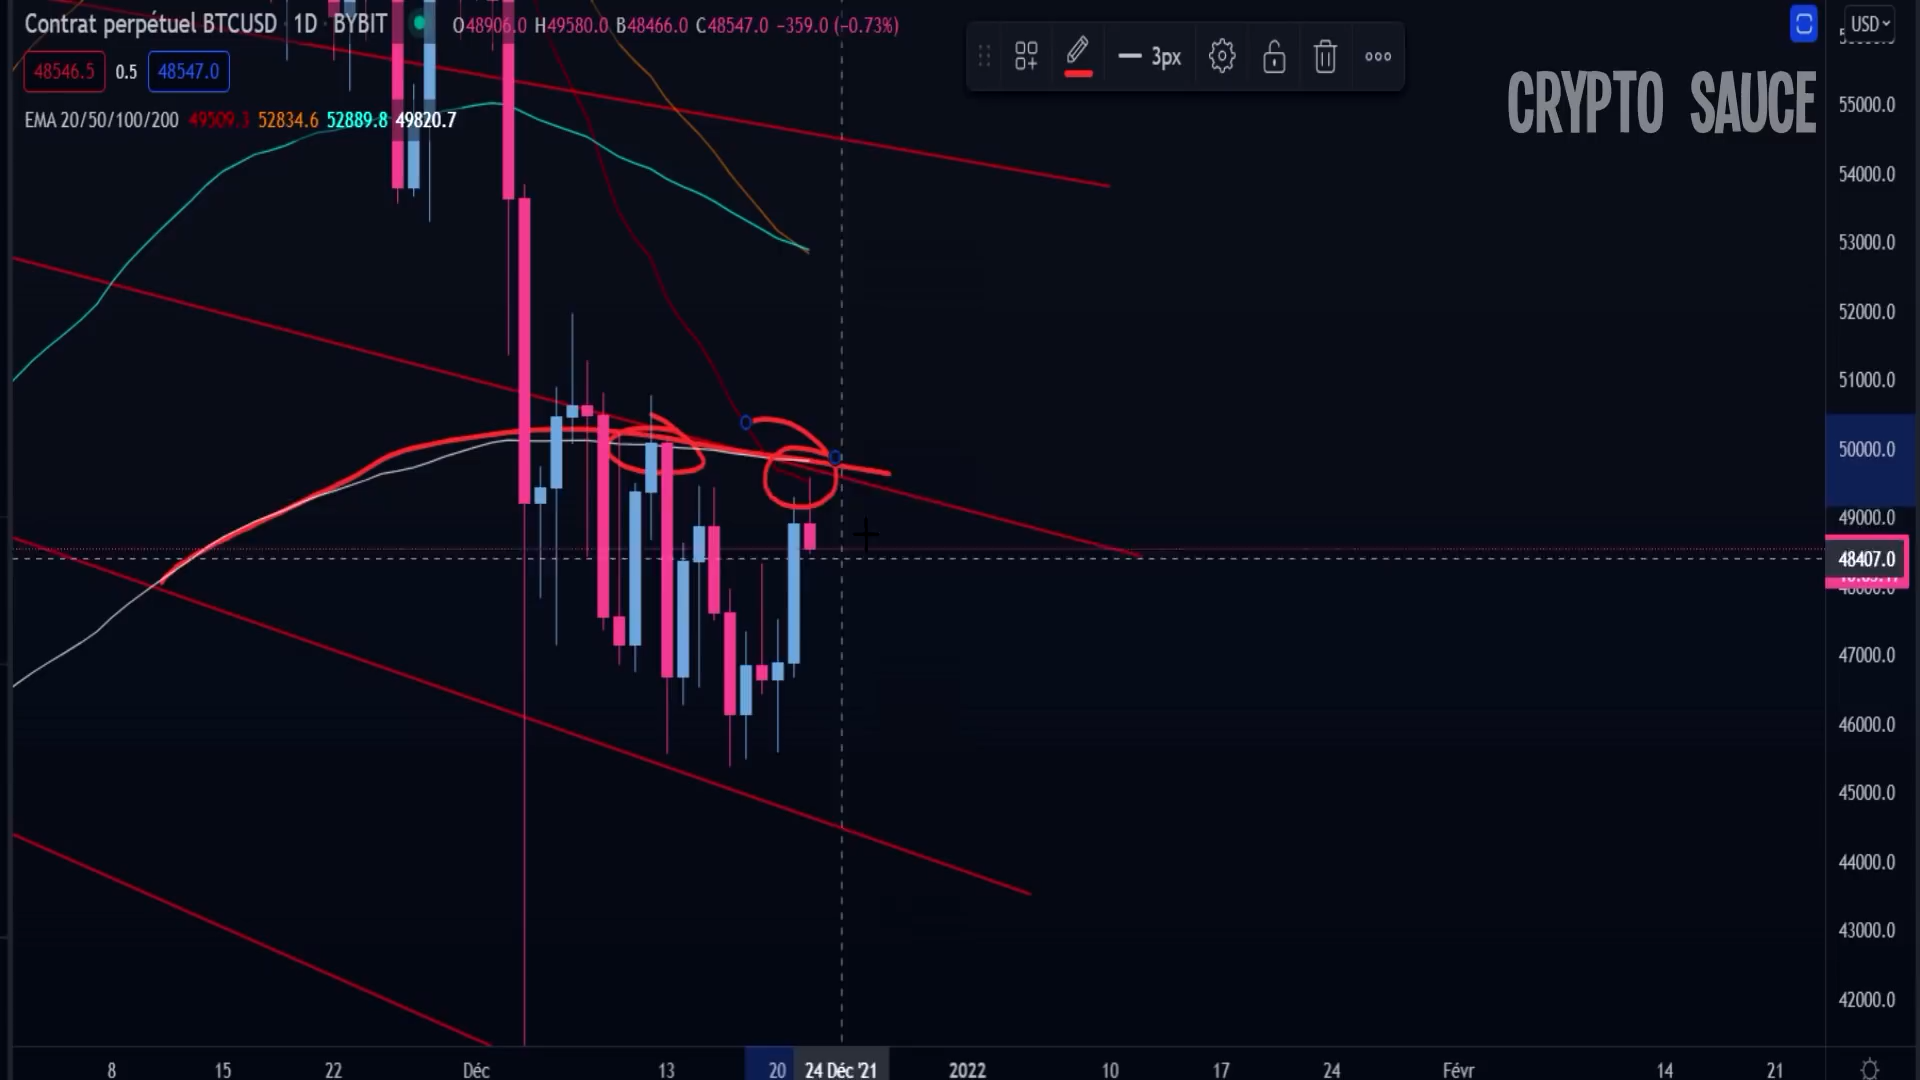 Contrat perpétuel BTCUSD · 1D · BYBIT O48906.0 H49580.0 B48466.0 C48547.0 −359.0 (−0.73%)
USD
48546.5 0.5 48547.0
3px
CRYPTO SAUCE
EMA 20/50/100/200 49509.3 52834.6 52889.8 49820.7
55000.0
54000.0
53000.0
52000.0
51000.0
50000.0
49000.0
48407.0
48000.0
47000.0
46000.0
45000.0
44000.0
43000.0
42000.0
8 15 22 Déc 13 20 24 Déc '21 2022 10 17 24 Févr 14 21